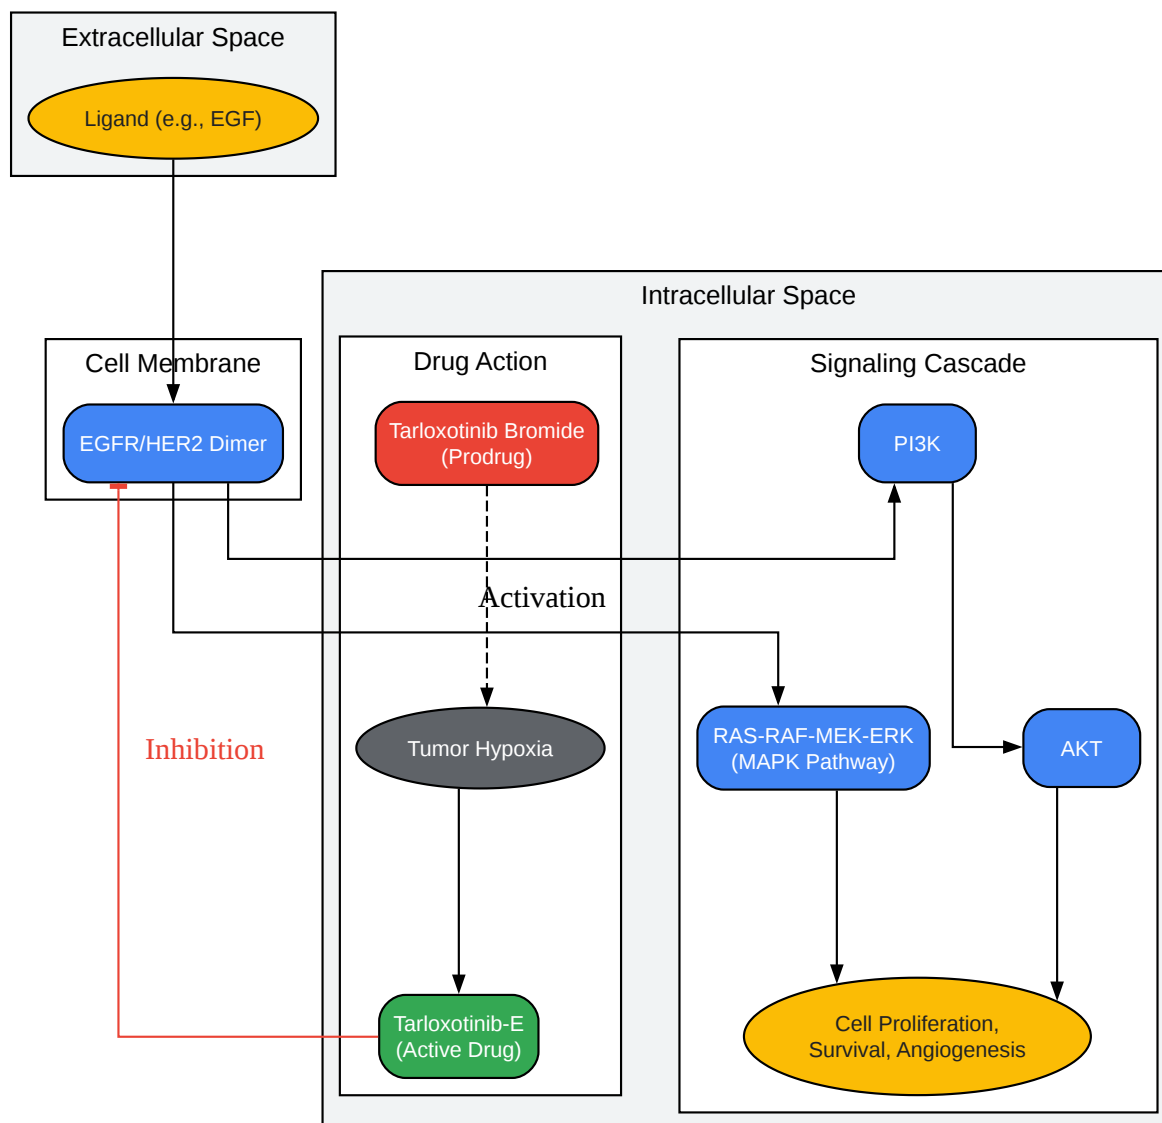 Extracellular Space
Ligand (e.g., EGF)
Intracellular Space
Cell Membrane
EGFR/HER2 Dimer
Drug Action
Tarloxotinib Bromide
(Prodrug)
Activation
Tumor Hypoxia
Tarloxotinib-E
(Active Drug)
Inhibition
Signaling Cascade
PI3K
RAS-RAF-MEK-ERK
(MAPK Pathway)
AKT
Cell Proliferation,
Survival, Angiogenesis